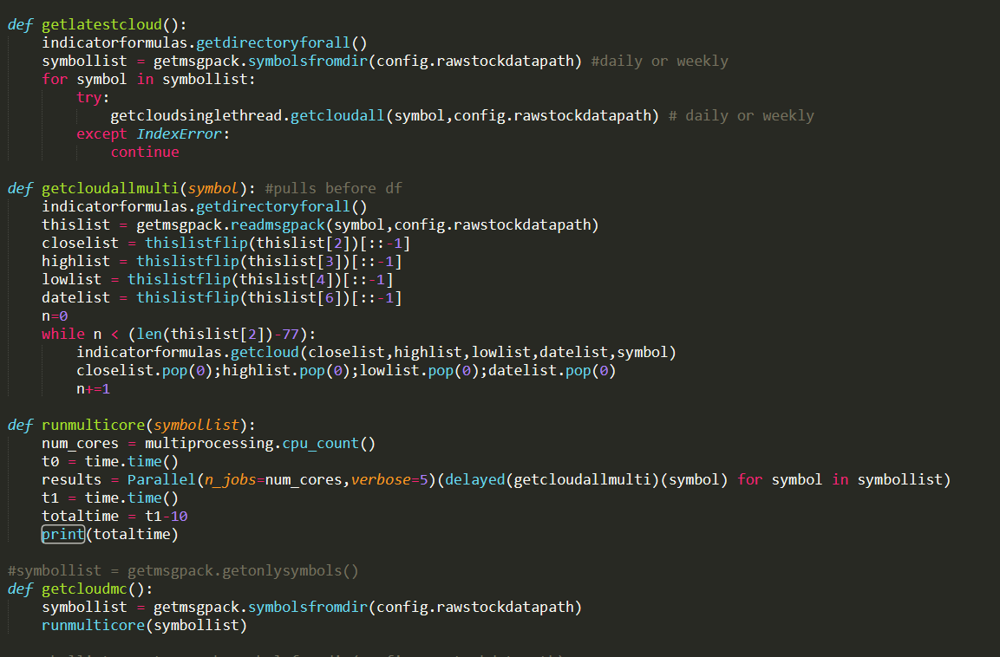 def getlatestcloud():
    indicatorformulas.getdirectoryforall()
    symbollist = getmsgpack.symbolsfromdir(config.rawstockdatapath) #daily or weekly
    for symbol in symbollist:
        try:
            getcloudsinglethread.getcloudall(symbol,config.rawstockdatapath) # daily or weekly
        except IndexError:
            continue
def getcloudallmulti(symbol): #pulls before df
    indicatorformulas.getdirectoryforall()
    thislist = getmsgpack.readmsgpack(symbol,config.rawstockdatapath)
    closelist = thislistflip(thislist[2])[::-1]
    highlist = thislistflip(thislist[3])[::-1]
    lowlist = thislistflip(thislist[4])[::-1]
    datelist = thislistflip(thislist[6])[::-1]
    n=0
    while n < (len(thislist[2])-77):
        indicatorformulas.getcloud(closelist,highlist,lowlist,datelist,symbol)
        closelist.pop(0);highlist.pop(0);lowlist.pop(0);datelist.pop(0)
        n+=1
def runmulticore(symbollist):
    num_cores = multiprocessing.cpu_count()
    t0 = time.time()
    results = Parallel(n_jobs=num_cores,verbose=5)(delayed(getcloudallmulti)(symbol) for symbol in symbollist)
    t1 = time.time()
    totaltime = t1-10
    print(totaltime)
#symbollist = getmsgpack.getonlysymbols()
def getcloudmc():
    symbollist = getmsgpack.symbolsfromdir(config.rawstockdatapath)
    runmulticore(symbollist)